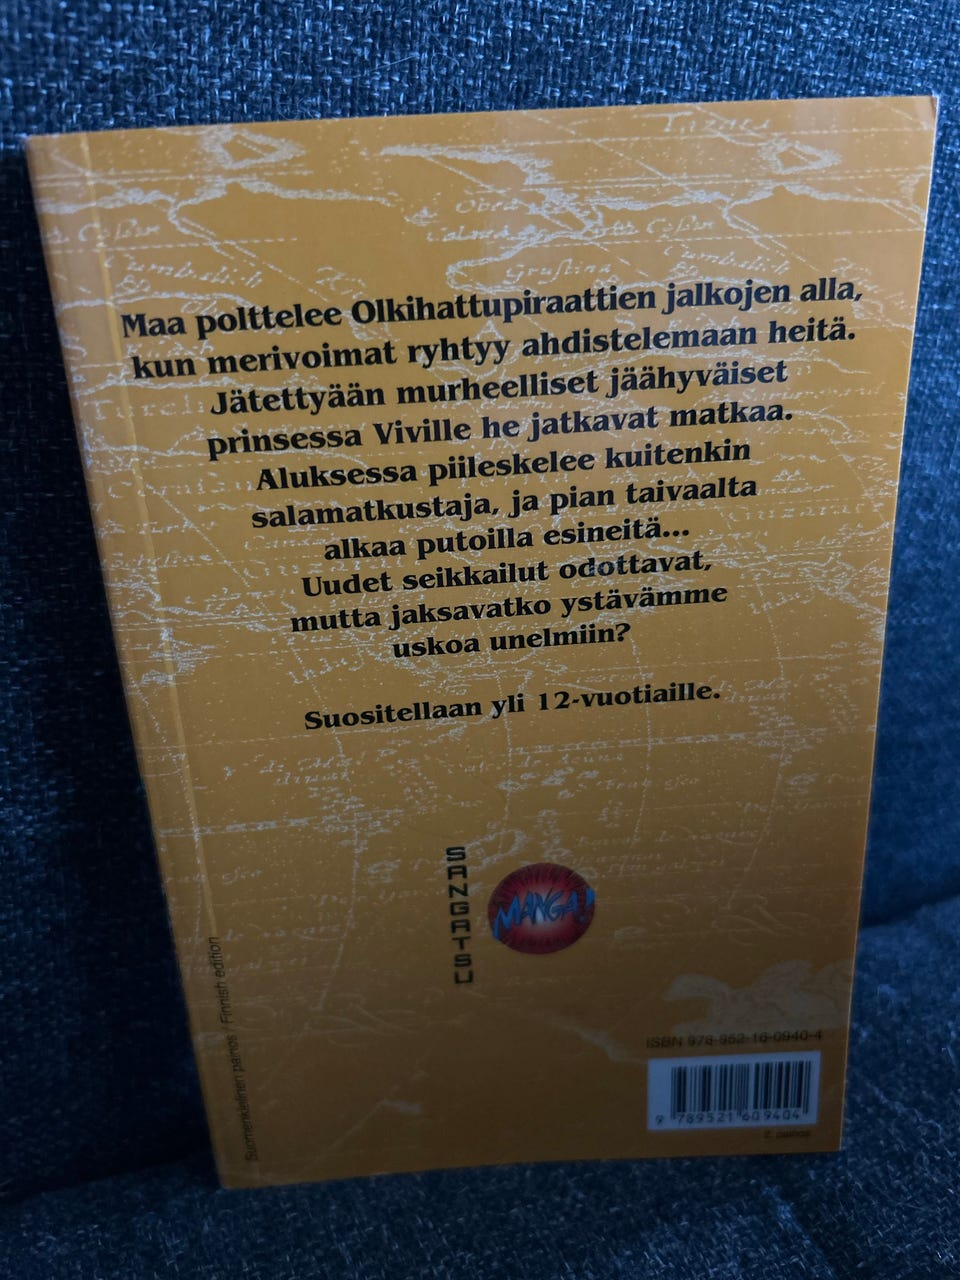 Maa polttelee Olkihattupiraattien jalkojen alla,
kun merivoimat ryhtyy ahdistelemaan heitä.
Jätettyään murheelliset jäähyväiset
prinsessa Viville he jatkavat matkaa.
Aluksessa piileskelee kuitenkin
salamatkustaja, ja pian taivaalta
alkaa putoilla esineitä...
Uudet seikkailut odottavat,
mutta jaksavatko ystävämme
uskoa unelmiin?
Suositellaan yli 12-vuotiaille.
SANGATSU
MANGA!
Suomenkielinen painos / Finnish edition
ISBN 978-952-16-0940-4
9 789521 609404
2. painos